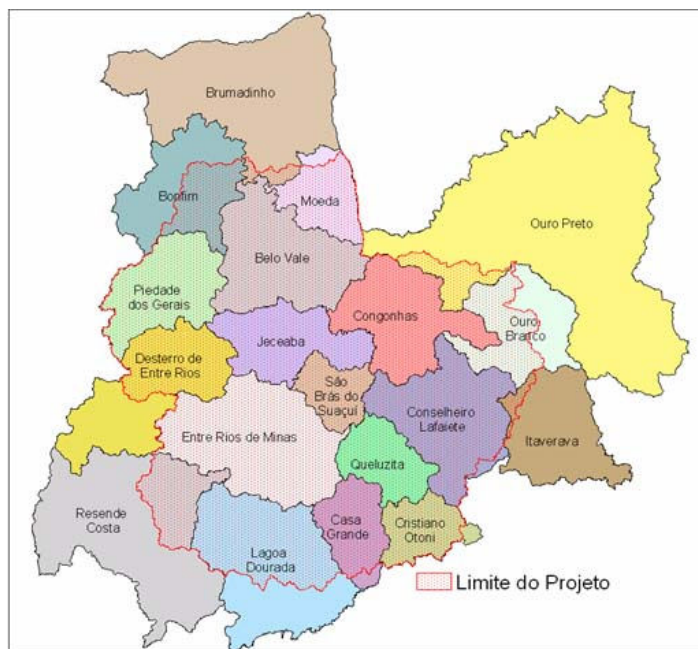 Brumadinho
Bonfim
Moeda
Ouro Preto
Belo Vale
Piedade
dos Gerais
Congonhas
Ouro
Branco
Jeceaba
Desterro de
Entre Rios
São
Brás do
Suaçuí
Conselheiro
Lafaiete
Itaverava
Entre Rios de Minas
Queluzita
Resende
Costa
Casa
Grande
Cristiano
Otoni
Lagoa
Dourada
Limite do Projeto